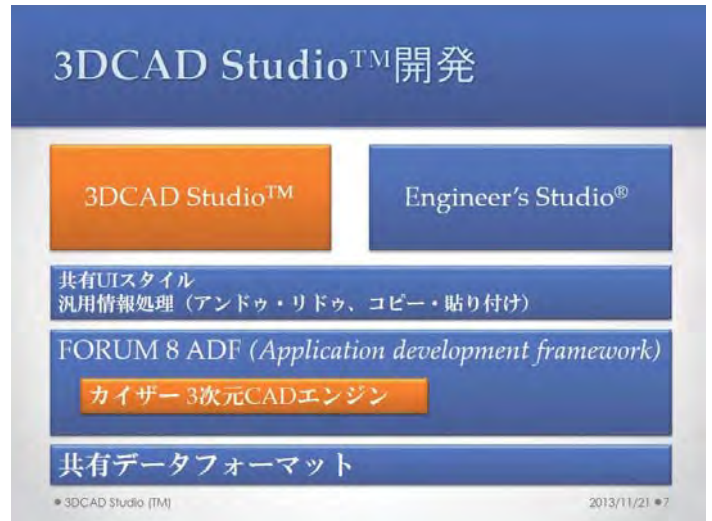 3DCAD Studio™開発
3DCAD Studio™
Engineer's Studio®
共有UIスタイル
汎用情報処理（アンドゥ・リドゥ、コピー・貼り付け）
FORUM 8 ADF (Application development framework)
カイザー 3次元CADエンジン
共有データフォーマット
● 3DCAD Studio (TM)
2013/11/21 ● 7